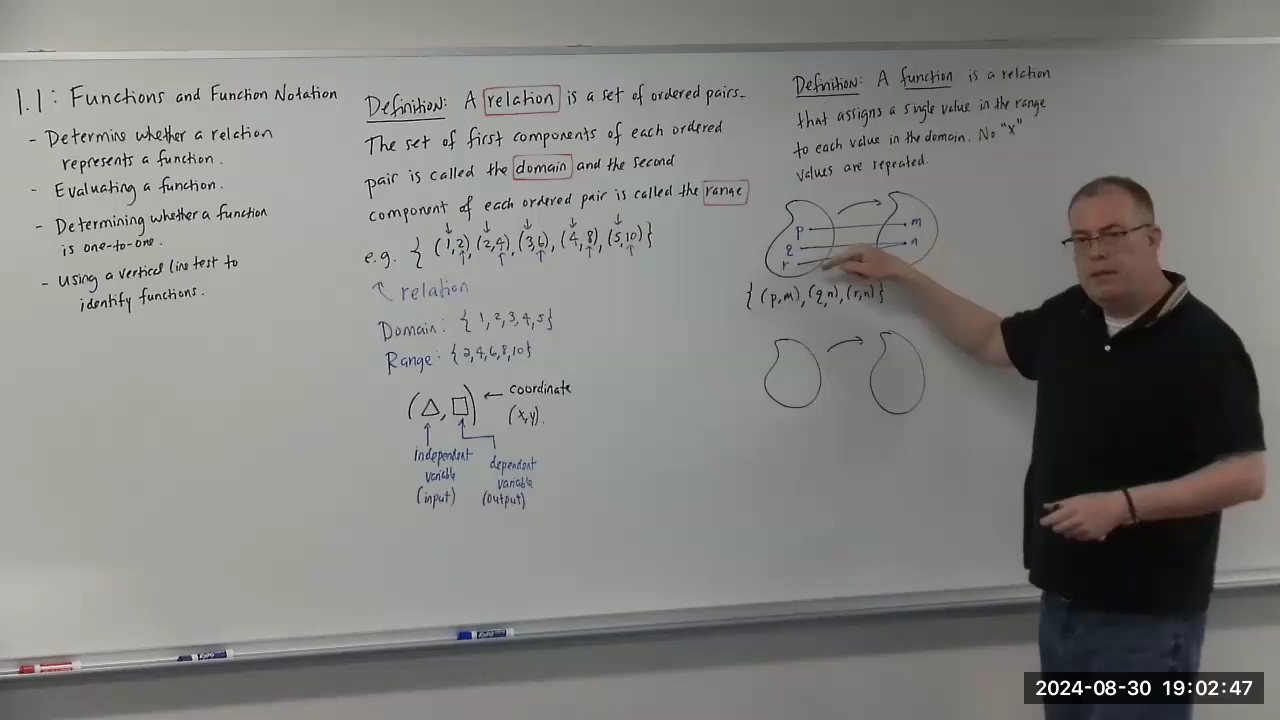 1.1: Functions and Function Notation
- Determine whether a relation
represents a function.
- Evaluating a function.
- Determining whether a function
is one-to-one.
- Using a vertical line test to
identify functions.
Definition: A relation is a set of ordered pairs.
The set of first components of each ordered
pair is called the domain and the second
component of each ordered pair is called the range
e.g. { (1,2), (2,4), (3,6), (4,8), (5,10) }
relation
Domain: { 1, 2, 3, 4, 5 }
Range: { 2, 4, 6, 8, 10 }
(△, □) ← coordinate
(x,y).
independent
variable
(input)
dependent
variable
(output)
Definition: A function is a relation
that assigns a single value in the range
to each value in the domain. No "x"
values are repeated.
p m
q n
r
{ (p,m), (q,n), (r,n) }
EXPO
EXPO
2024-08-30 19:02:47